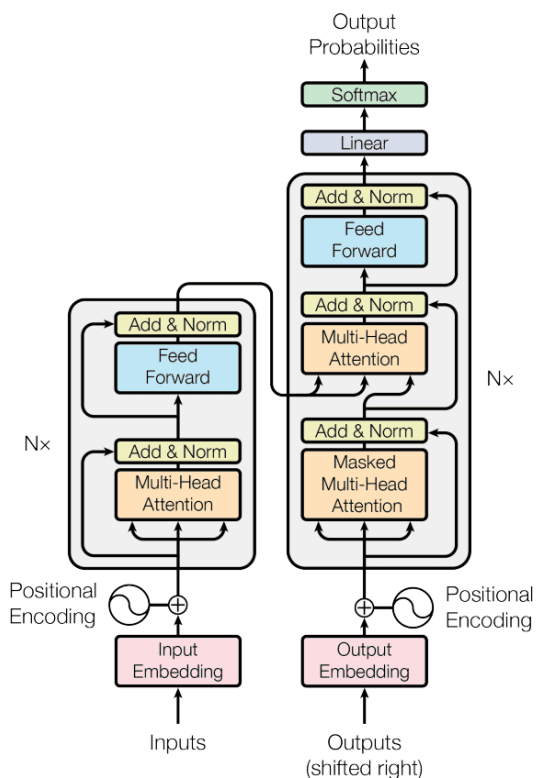 Output
Probabilities
Softmax
Linear
Add & Norm
Feed
Forward
Add & Norm
Multi-Head
Attention
Add & Norm
Masked
Multi-Head
Attention
N×
Add & Norm
Feed
Forward
Add & Norm
Multi-Head
Attention
N×
Positional
Encoding
Positional
Encoding
Input
Embedding
Output
Embedding
Inputs
Outputs
(shifted right)